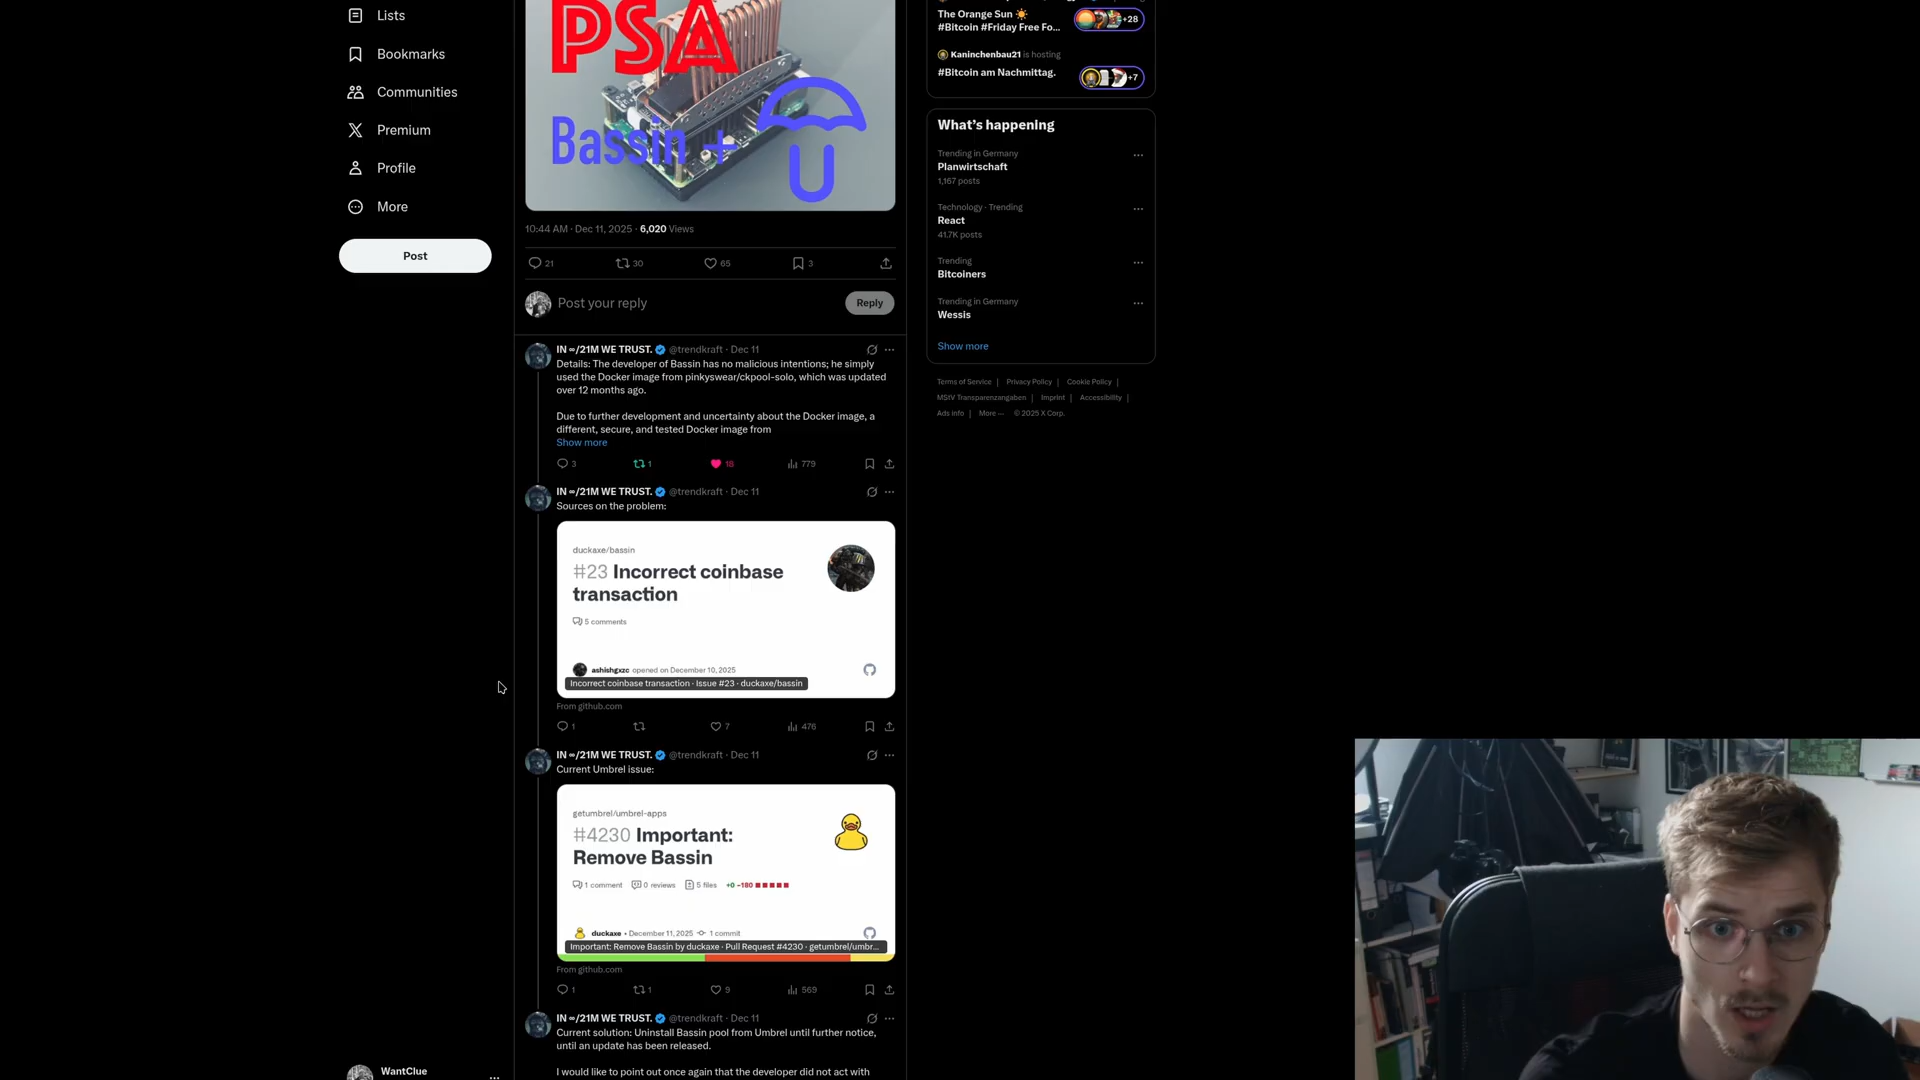 Lists
Bookmarks
Communities
Premium
Profile
More
Post
WantClue
PSA
Bassin +
10:44 AM · Dec 11, 2025 · 6,020 Views
21
30
65
3
Post your reply
Reply
IN ∞/21M WE TRUST. @trendkraft · Dec 11
Details: The developer of Bassin has no malicious intentions; he simply
used the Docker image from pinkyswear/ckpool-solo, which was updated
over 12 months ago.
Due to further development and uncertainty about the Docker image, a
different, secure, and tested Docker image from
Show more
3
1
18
779
IN ∞/21M WE TRUST. @trendkraft · Dec 11
Sources on the problem:
duckaxe/bassin
#23 Incorrect coinbase
transaction
5 comments
ashishgxzc opened on December 10, 2025
Incorrect coinbase transaction · Issue #23 · duckaxe/bassin
From github.com
1
7
476
IN ∞/21M WE TRUST. @trendkraft · Dec 11
Current Umbrel issue:
getumbrel/umbrel-apps
#4230 Important:
Remove Bassin
1 comment
0 reviews
5 files
+0 −180
duckaxe • December 11, 2025 1 commit
Important: Remove Bassin by duckaxe · Pull Request #4230 · getumbrel/umbr...
From github.com
1
1
9
569
IN ∞/21M WE TRUST. @trendkraft · Dec 11
Current solution: Uninstall Bassin pool from Umbrel until further notice,
until an update has been released.
I would like to point out once again that the developer did not act with
The Orange Sun ☀️
#Bitcoin #Friday Free Fo...
+28
Kaninchenbau21 is hosting
#Bitcoin am Nachmittag.
+7
What's happening
Trending in Germany
Planwirtschaft
1,167 posts
Technology · Trending
React
41.7K posts
Trending
Bitcoiners
Trending in Germany
Wessis
Show more
Terms of Service | Privacy Policy | Cookie Policy |
MStV Transparenzangaben | Imprint | Accessibility |
Ads info | More ··· © 2025 X Corp.